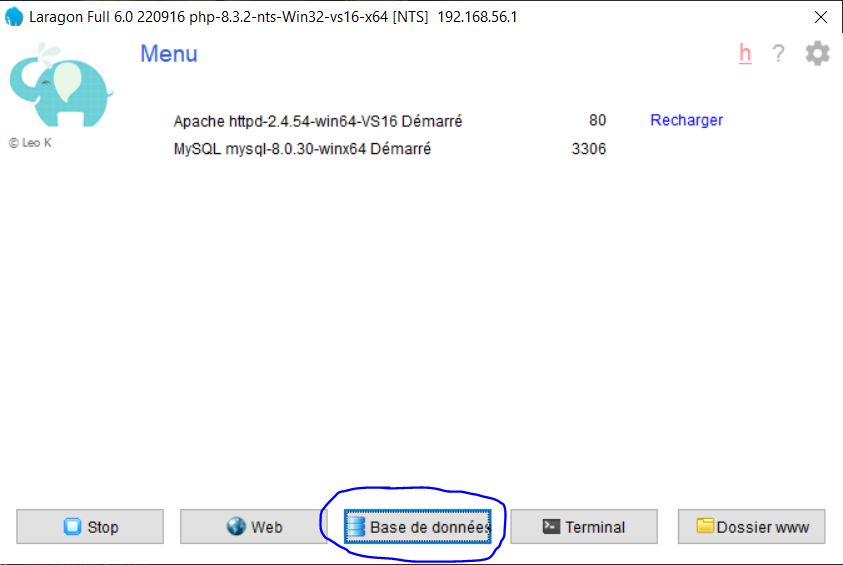 Laragon Full 6.0 220916 php-8.3.2-nts-Win32-vs16-x64 [NTS] 192.168.56.1
Menu
h ?
© Leo K
Apache httpd-2.4.54-win64-VS16 Démarré 80 Recharger
MySQL mysql-8.0.30-winx64 Démarré 3306
Stop Web Base de données Terminal Dossier www